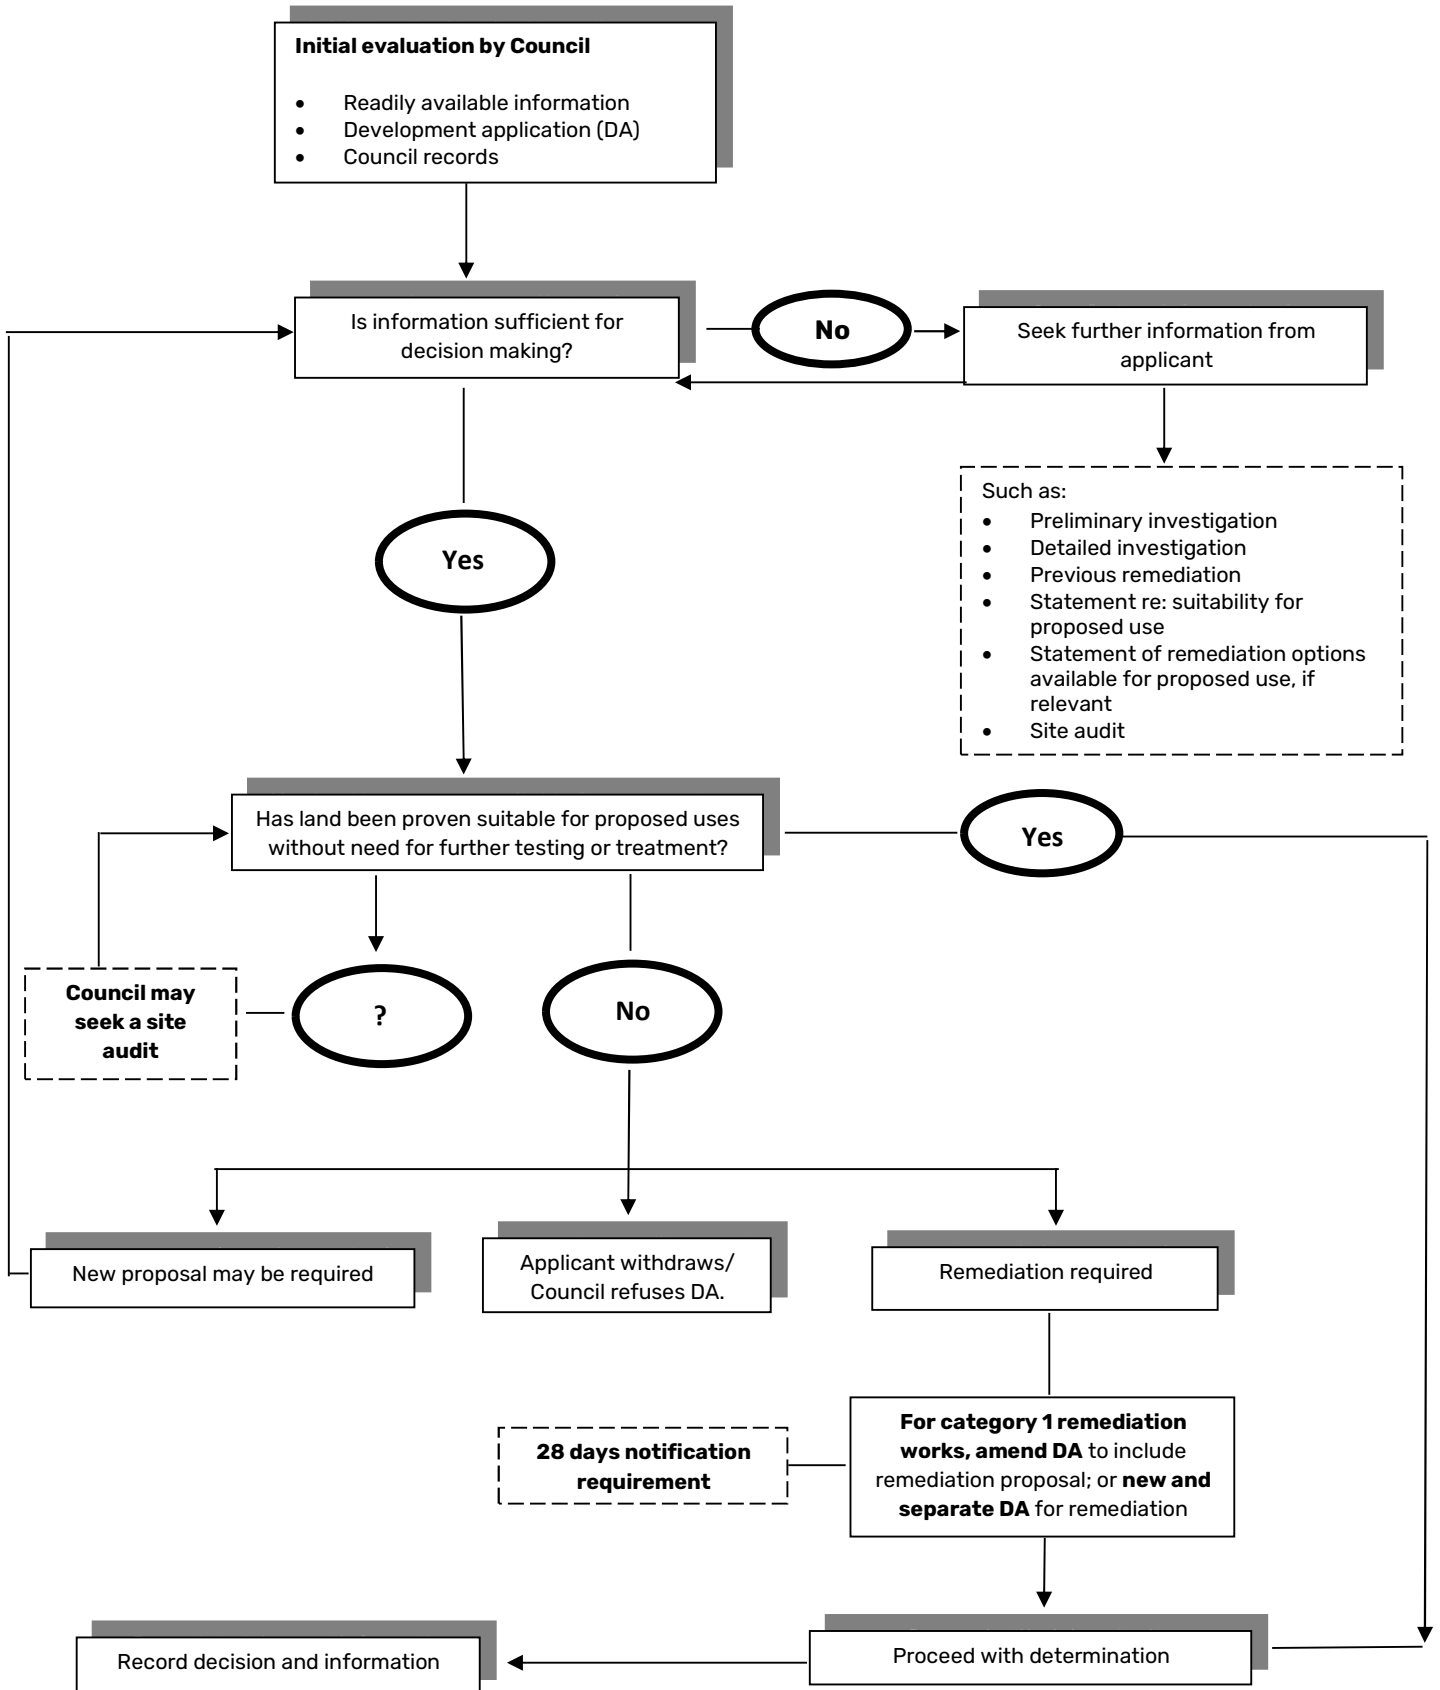 Initial evaluation by Council
• Readily available information
• Development application (DA)
• Council records
Is information sufficient for
decision making?
No
Seek further information from
applicant
Such as:
• Preliminary investigation
• Detailed investigation
• Previous remediation
• Statement re: suitability for
proposed use
• Statement of remediation options
available for proposed use, if
relevant
• Site audit
Yes
Has land been proven suitable for proposed uses
without need for further testing or treatment?
Yes
Council may
seek a site
audit
?
No
New proposal may be required
Applicant withdraws/
Council refuses DA.
Remediation required
28 days notification
requirement
For category 1 remediation
works, amend DA to include
remediation proposal; or new and
separate DA for remediation
Record decision and information
Proceed with determination